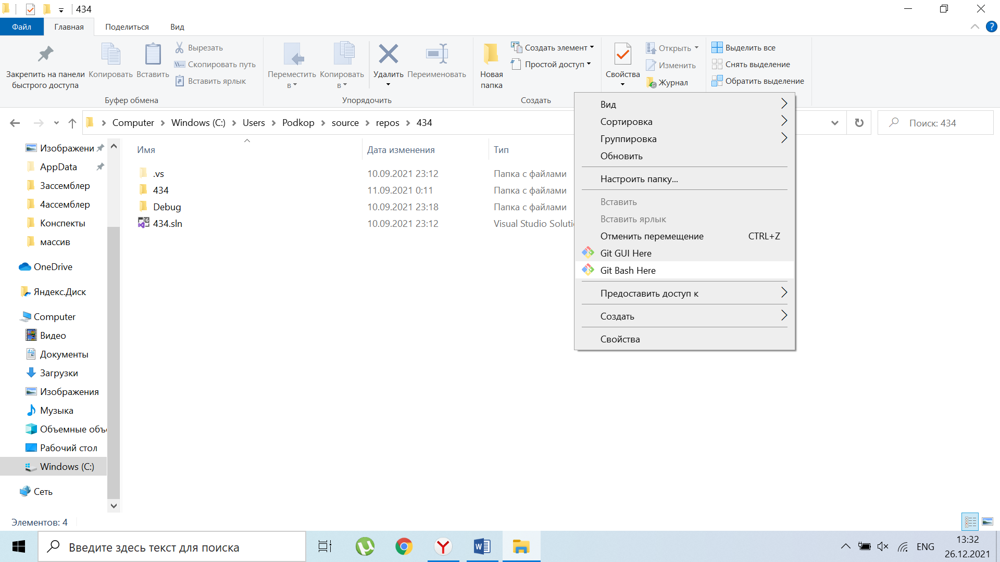 434
Файл
Главная
Поделиться
Вид
Закрепить на панели
быстрого доступа
Копировать
Вставить
Вырезать
Скопировать путь
Вставить ярлык
Буфер обмена
Переместить
в
Копировать
в
Удалить
Переименовать
Упорядочить
Новая
папка
Создать элемент
Простой доступ
Создать
Свойства
Открыть
Изменить
Журнал
Выделить все
Снять выделение
Обратить выделение
Computer
Windows (C:)
Users
Podkop
source
repos
434
Поиск: 434
Изображени
AppData
3ассемблер
4ассемблер
Конспекты
массив
OneDrive
Яндекс.Диск
Computer
Видео
Документы
Загрузки
Изображения
Музыка
Объемные объ
Рабочий стол
Windows (C:)
Сеть
Имя Дата изменения Тип
.vs 10.09.2021 23:12 Папка с файлами
434 11.09.2021 0:11 Папка с файлами
Debug 10.09.2021 23:18 Папка с файлами
434.sln 10.09.2021 23:12 Visual Studio Soluti
Вид
Сортировка
Группировка
Обновить
Настроить папку...
Вставить
Вставить ярлык
Отменить перемещение CTRL+Z
Git GUI Here
Git Bash Here
Предоставить доступ к
Создать
Свойства
Элементов: 4
Введите здесь текст для поиска
ENG
13:32
26.12.2021